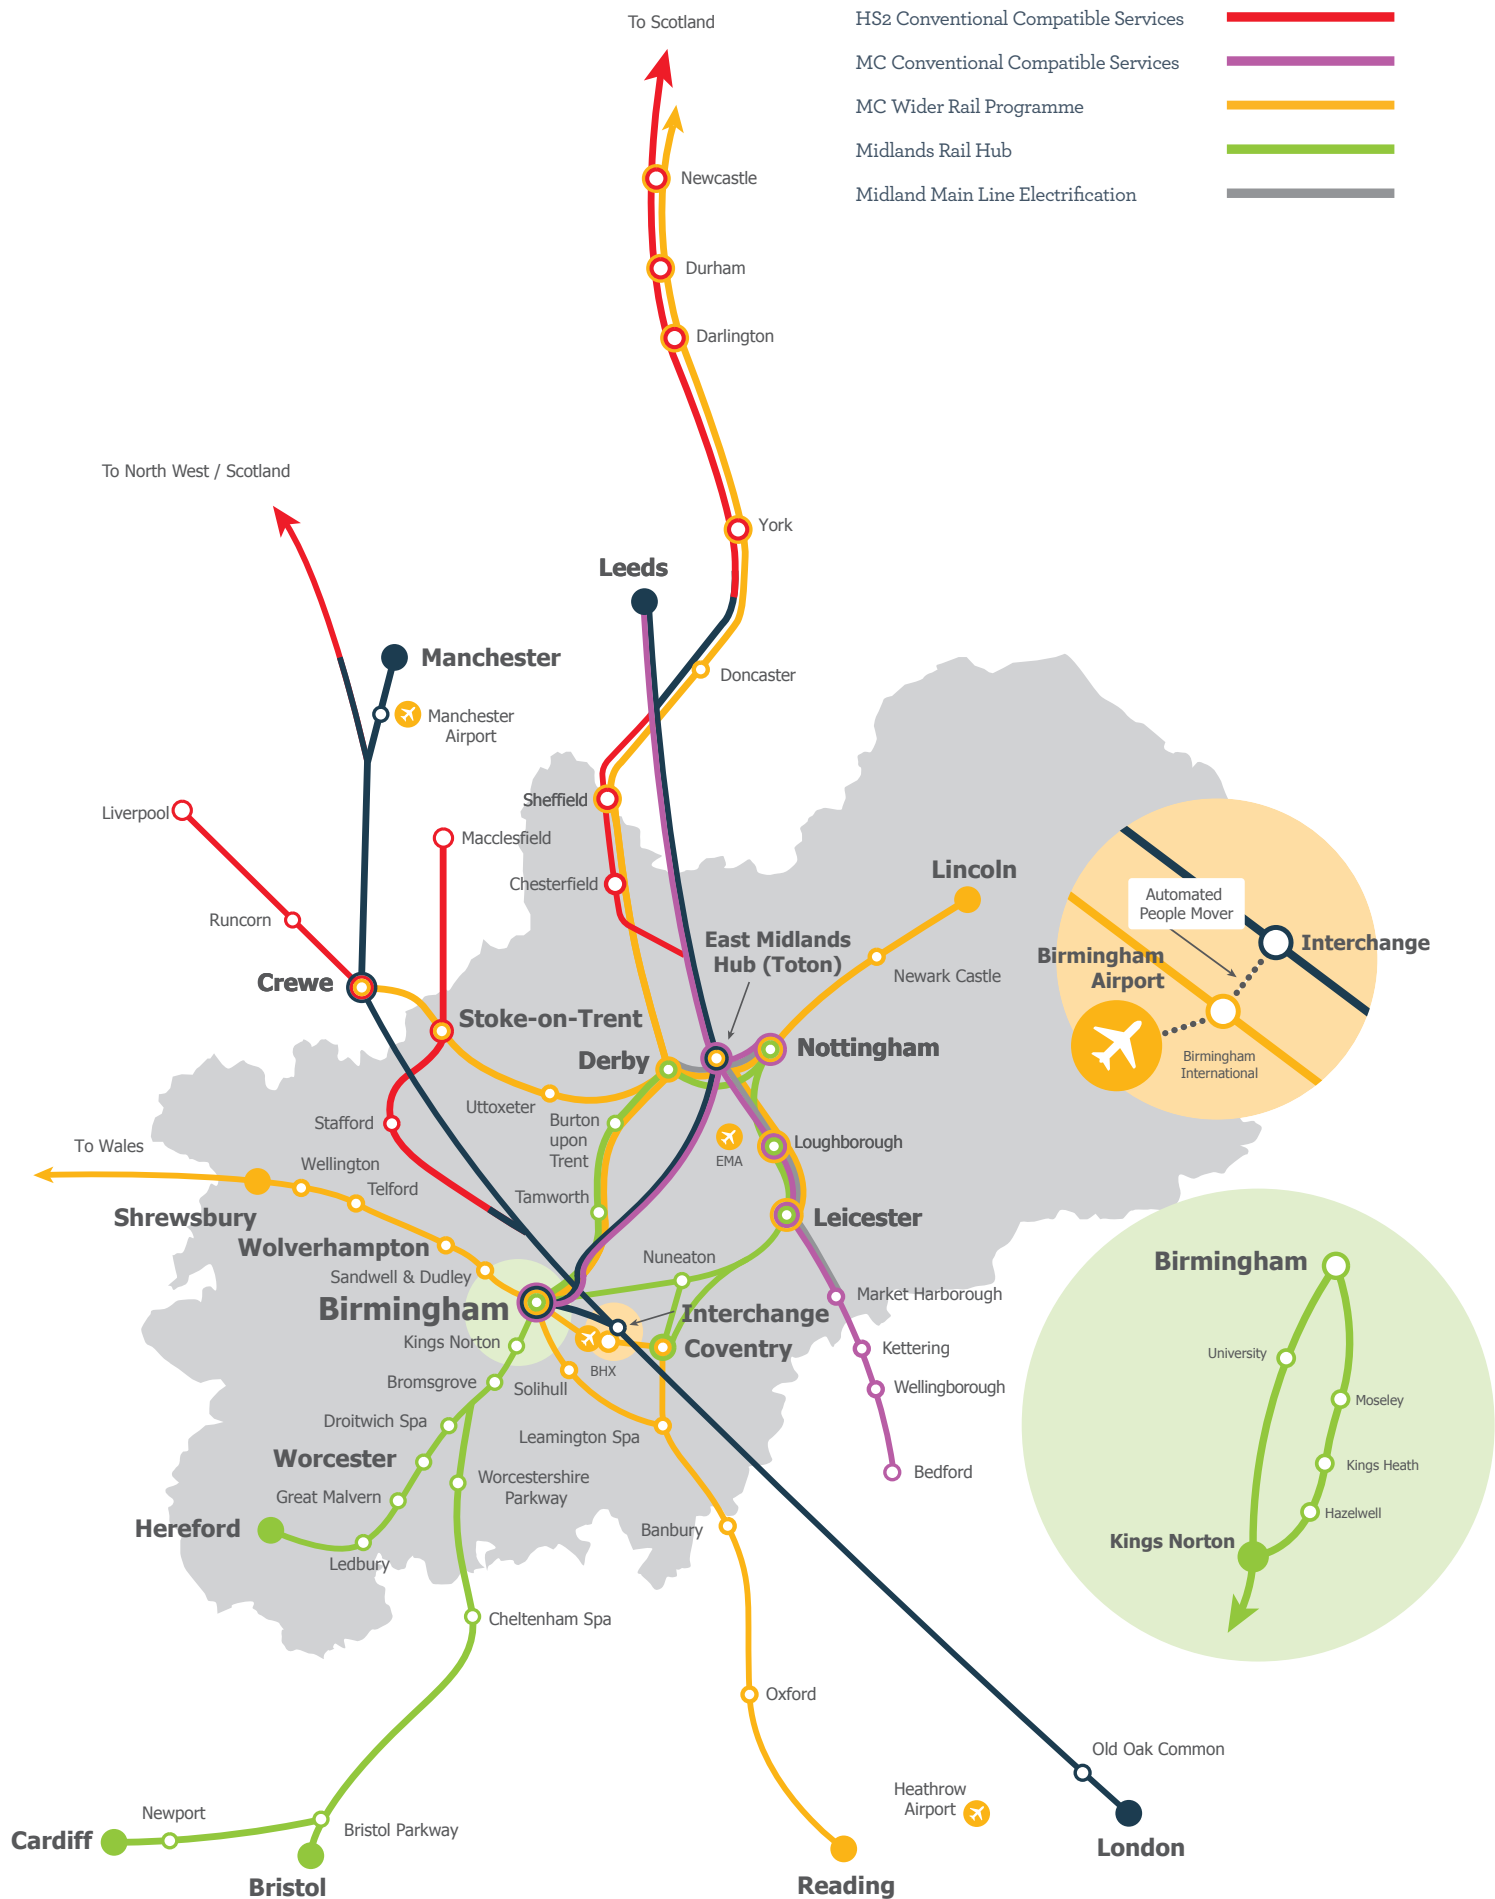 To Scotland
HS2 Conventional Compatible Services
MC Conventional Compatible Services
MC Wider Rail Programme
Midlands Rail Hub
Midland Main Line Electrification
Newcastle
Durham
Darlington
To North West / Scotland
York
Leeds
Manchester
Doncaster
Manchester
Airport
Sheffield
Liverpool
Macclesfield
Chesterfield
Lincoln
Runcorn
East Midlands
Hub (Toton)
Newark Castle
Crewe
Stoke-on-Trent
Derby
Nottingham
Automated
People Mover
Interchange
Birmingham
Airport
Birmingham
International
Uttoxeter
Stafford
Burton
upon
Trent
EMA
Loughborough
To Wales
Wellington
Telford
Tamworth
Shrewsbury
Leicester
Wolverhampton
Nuneaton
Sandwell & Dudley
Birmingham
Market Harborough
Birmingham
Interchange
Kings Norton
Coventry
Kettering
University
BHX
Bromsgrove
Solihull
Wellingborough
Moseley
Droitwich Spa
Leamington Spa
Worcester
Bedford
Kings Heath
Great Malvern
Worcestershire
Parkway
Hazelwell
Hereford
Banbury
Kings Norton
Ledbury
Cheltenham Spa
Oxford
Old Oak Common
Heathrow
Airport
Newport
Bristol Parkway
Cardiff
London
Bristol
Reading